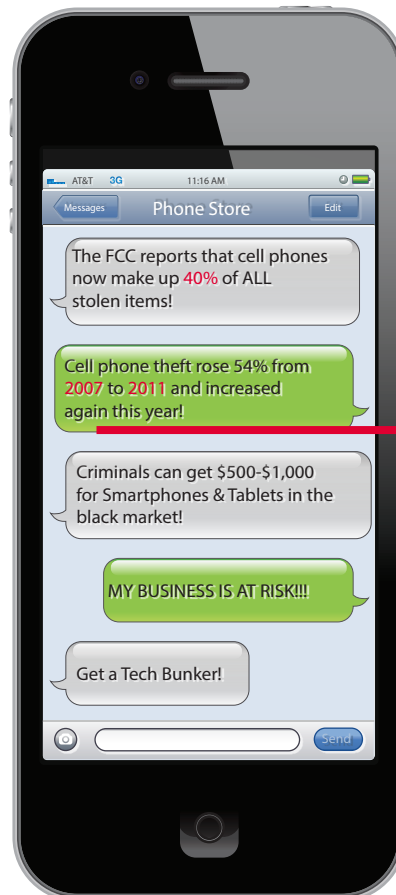 AT&T 3G 11:16 AM
Messages Phone Store Edit
The FCC reports that cell phones
now make up 40% of ALL
stolen items!
Cell phone theft rose 54% from
2007 to 2011 and increased
again this year!
Criminals can get $500-$1,000
for Smartphones & Tablets in the
black market!
MY BUSINESS IS AT RISK!!!
Get a Tech Bunker!
Send